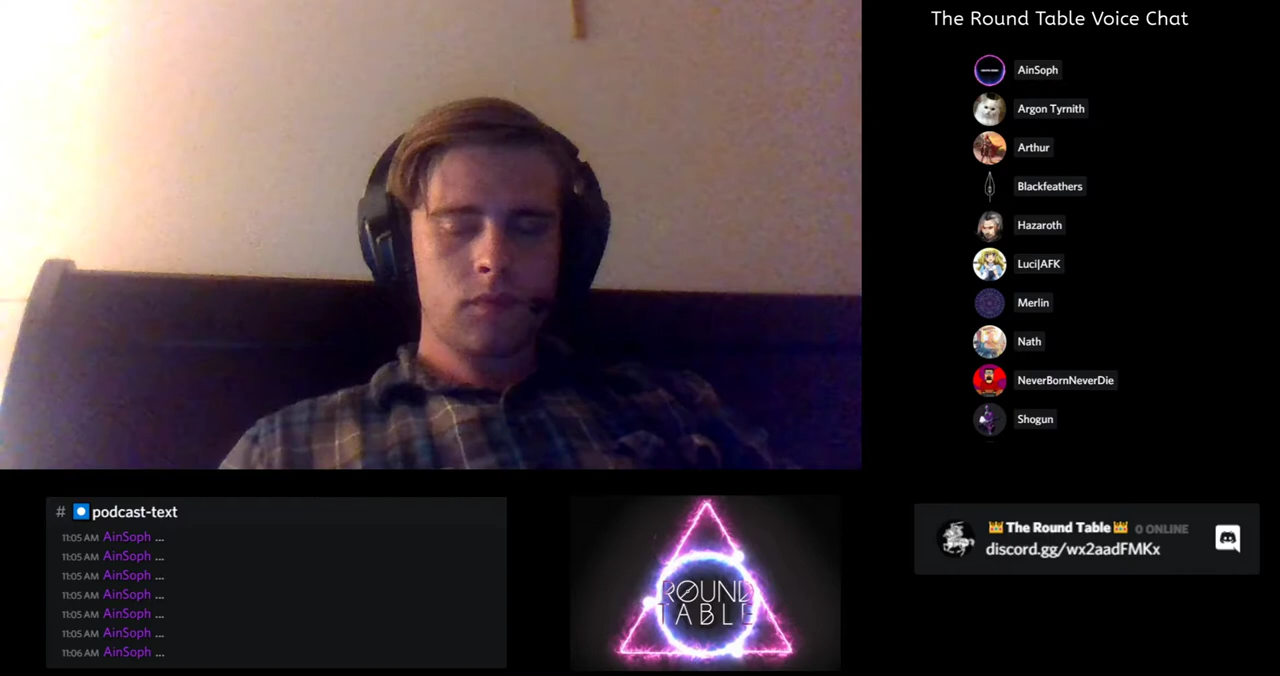 The Round Table Voice Chat
AinSoph
Argon Tyrnith
Arthur
Blackfeathers
Hazaroth
Luci|AFK
Merlin
Nath
NeverBornNeverDie
Shogun
# podcast-text
11:05 AM AinSoph ...
11:05 AM AinSoph ...
11:05 AM AinSoph ...
11:05 AM AinSoph ...
11:05 AM AinSoph ...
11:05 AM AinSoph ...
11:06 AM AinSoph ...
ROUND
TABLE
👑 The Round Table 👑 0 ONLINE
discord.gg/wx2aadFMKx